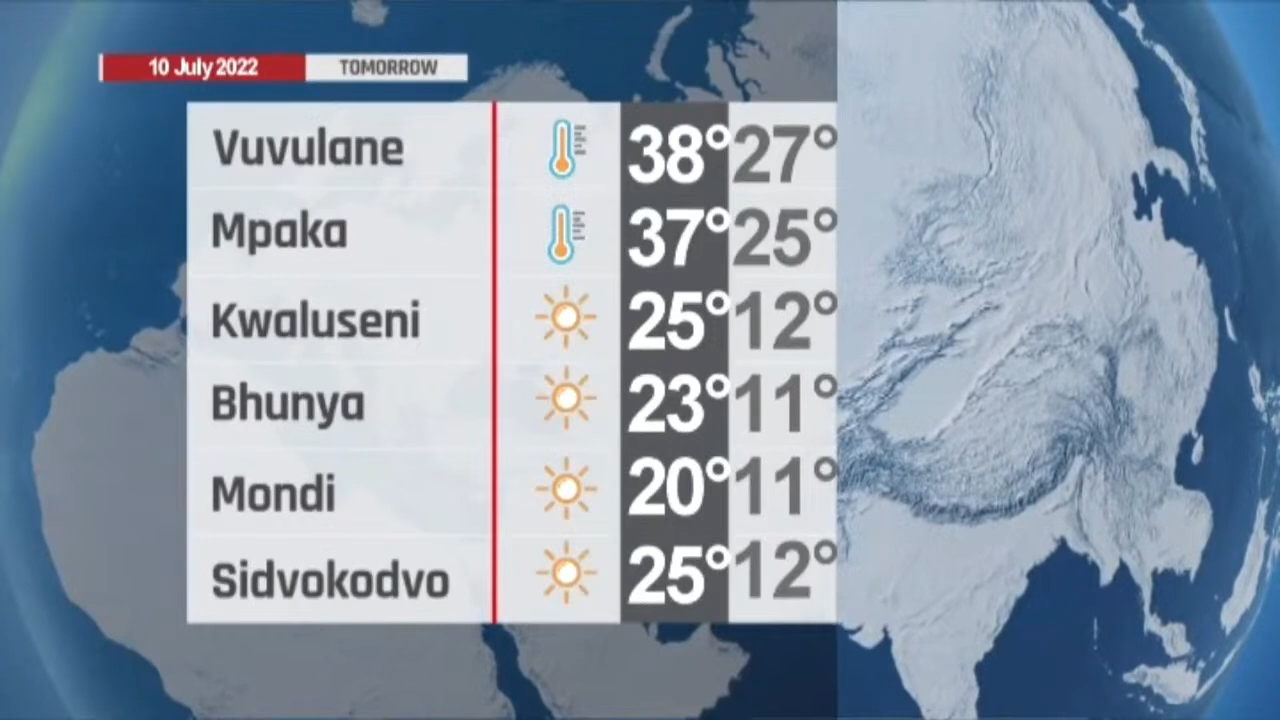 10 July 2022 TOMORROW
Vuvulane 38° 27°
Mpaka 37° 25°
Kwaluseni 25° 12°
Bhunya 23° 11°
Mondi 20° 11°
Sidvokodvo 25° 12°